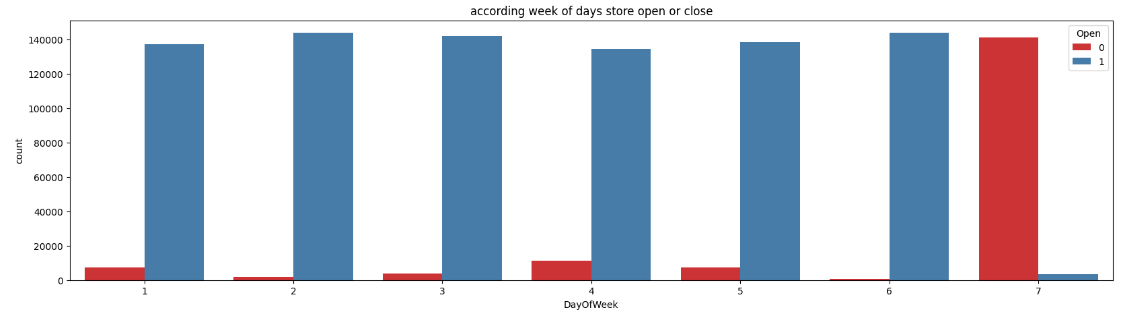 according week of days store open or close
Open
0
1
140000
120000
100000
80000
60000
40000
20000
0
count
1 2 3 4 5 6 7
DayOfWeek